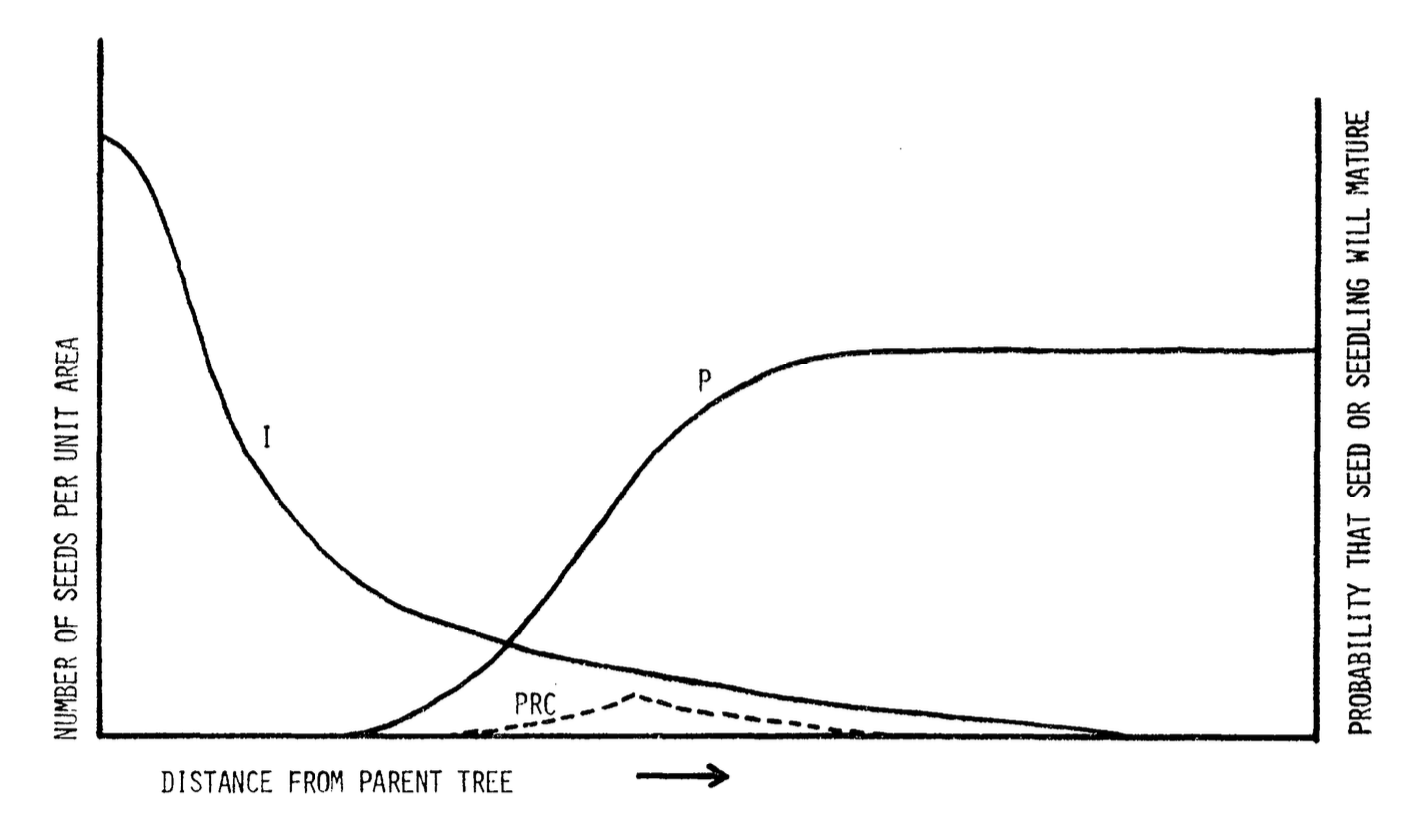 NUMBER OF SEEDS PER UNIT AREA
I
P
PRC
PROBABILITY THAT SEED OR SEEDLING WILL MATURE
DISTANCE FROM PARENT TREE